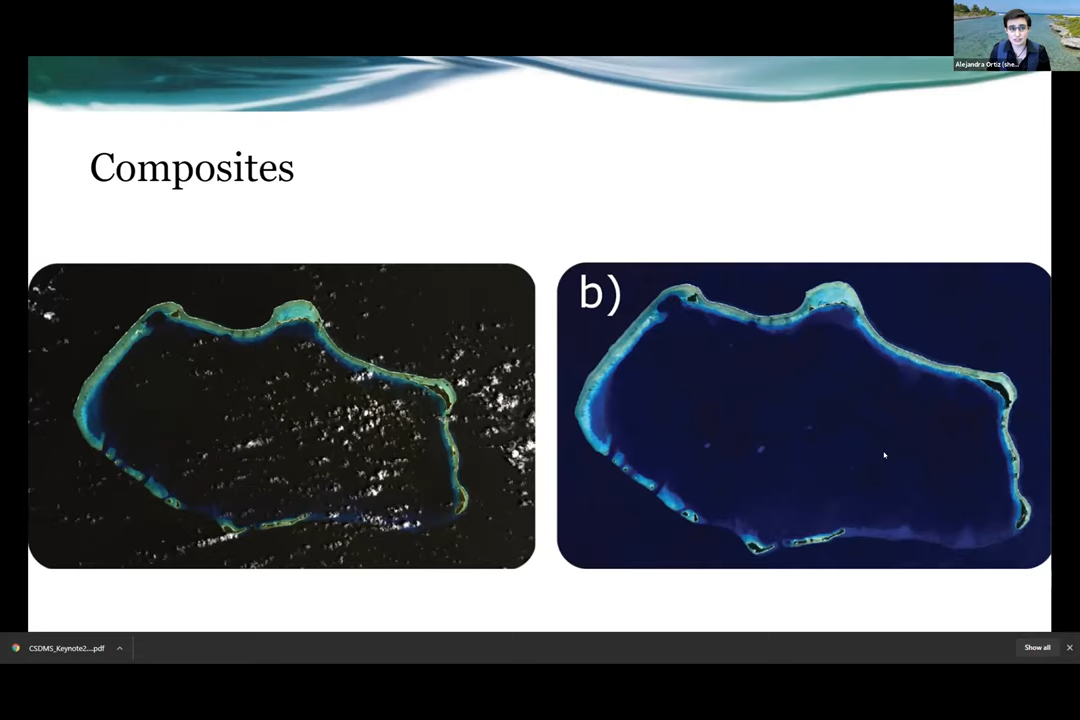 Alejandra Ortiz (she...
Composites
b)
CSDMS_Keynote2....pdf
Show all